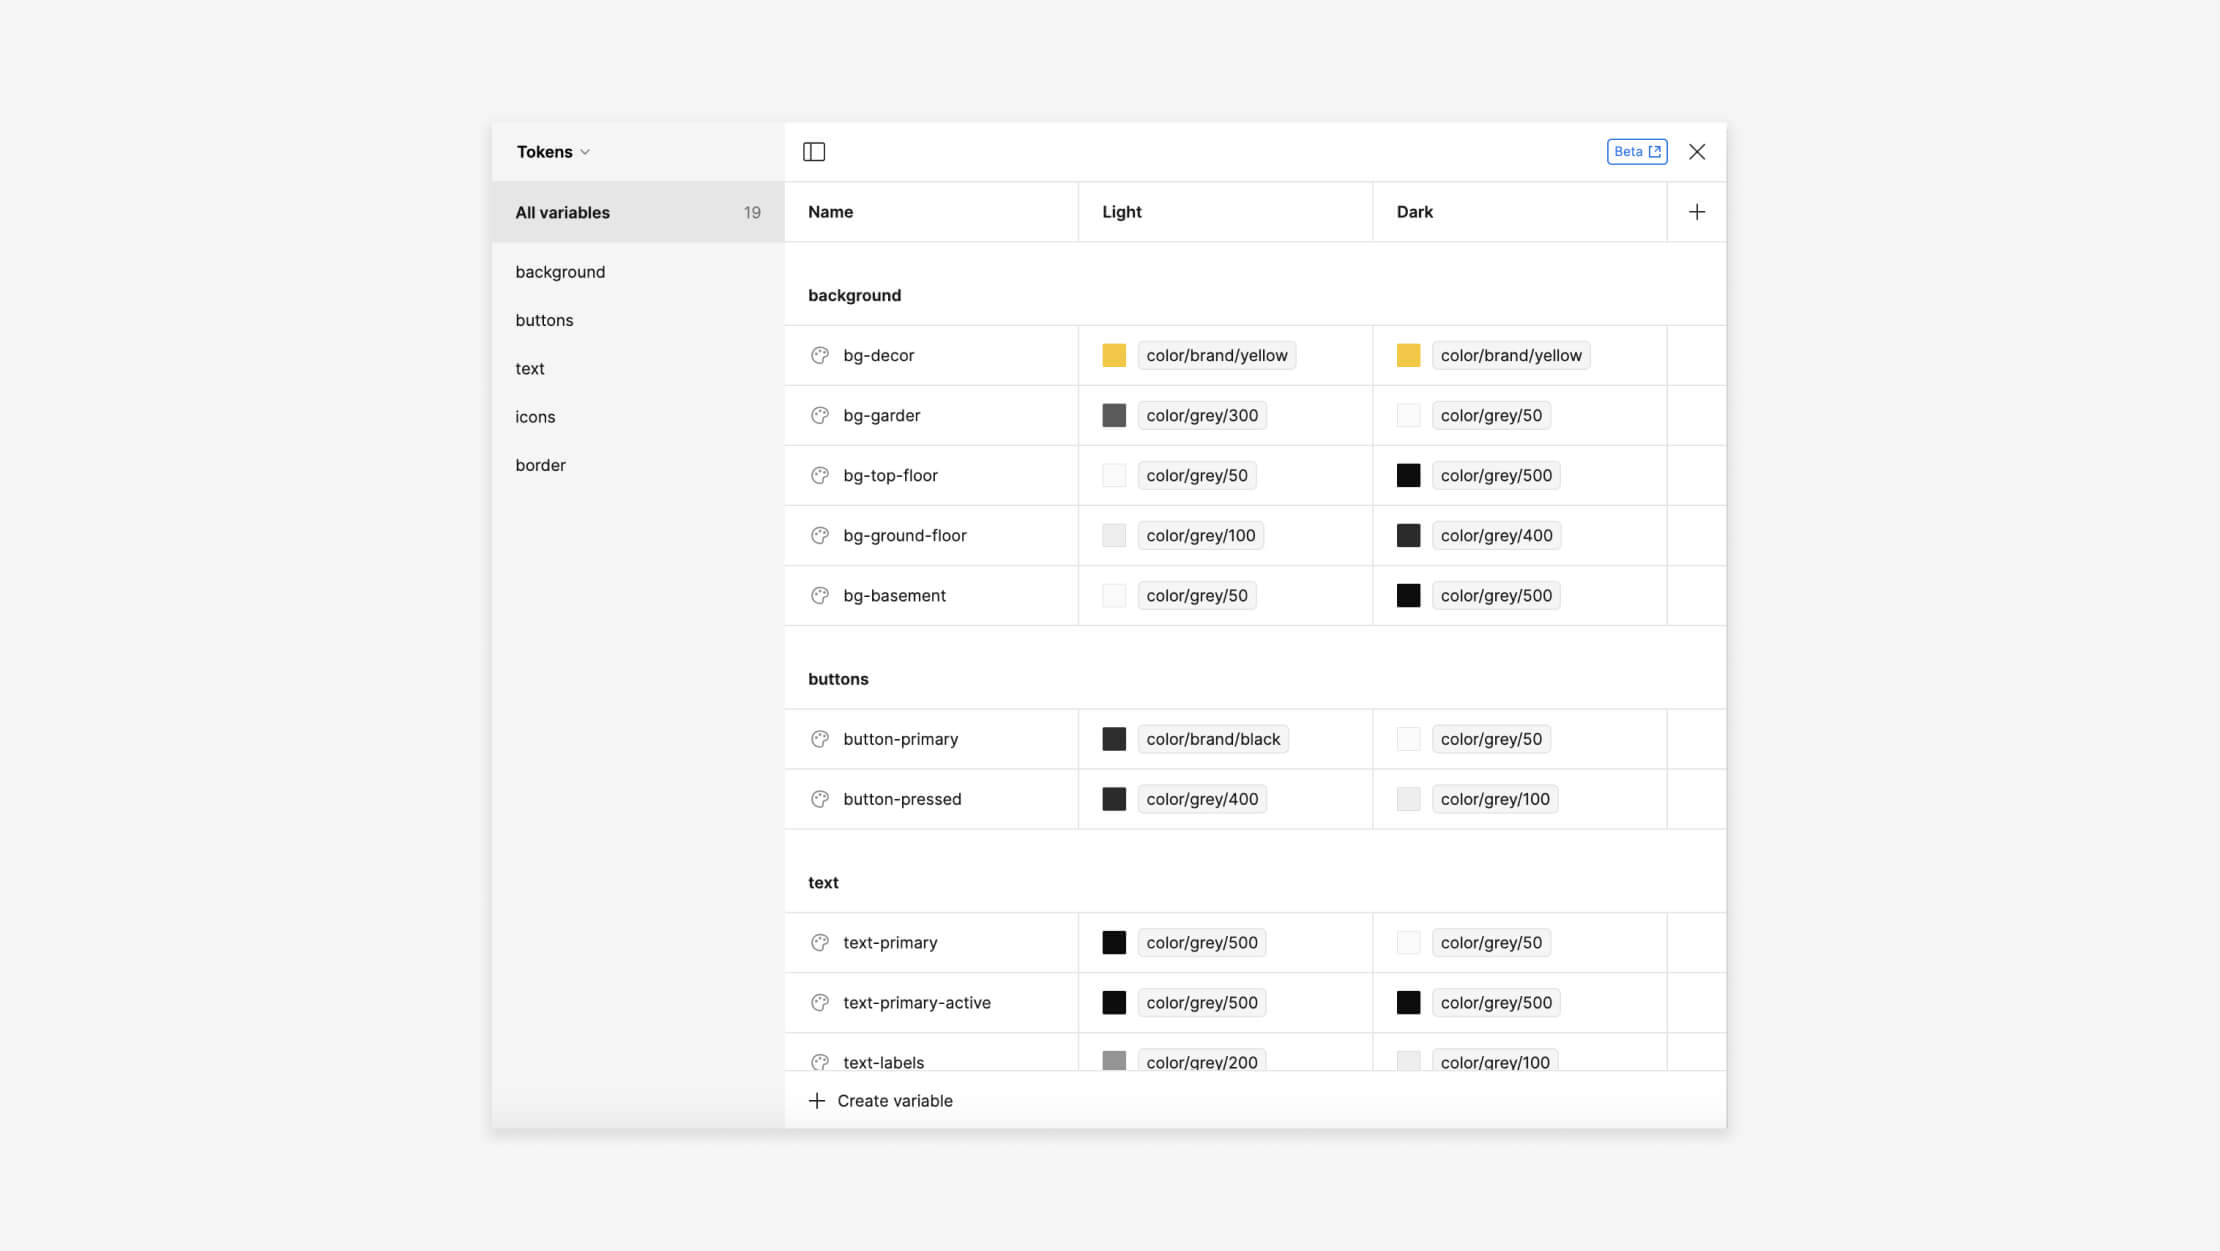 Tokens
Beta
All variables 19
Name Light Dark
background
buttons
text
icons
border
background
bg-decor color/brand/yellow color/brand/yellow
bg-garder color/grey/300 color/grey/50
bg-top-floor color/grey/50 color/grey/500
bg-ground-floor color/grey/100 color/grey/400
bg-basement color/grey/50 color/grey/500
buttons
button-primary color/brand/black color/grey/50
button-pressed color/grey/400 color/grey/100
text
text-primary color/grey/500 color/grey/50
text-primary-active color/grey/500 color/grey/500
text-labels color/grey/200 color/grey/100
Create variable